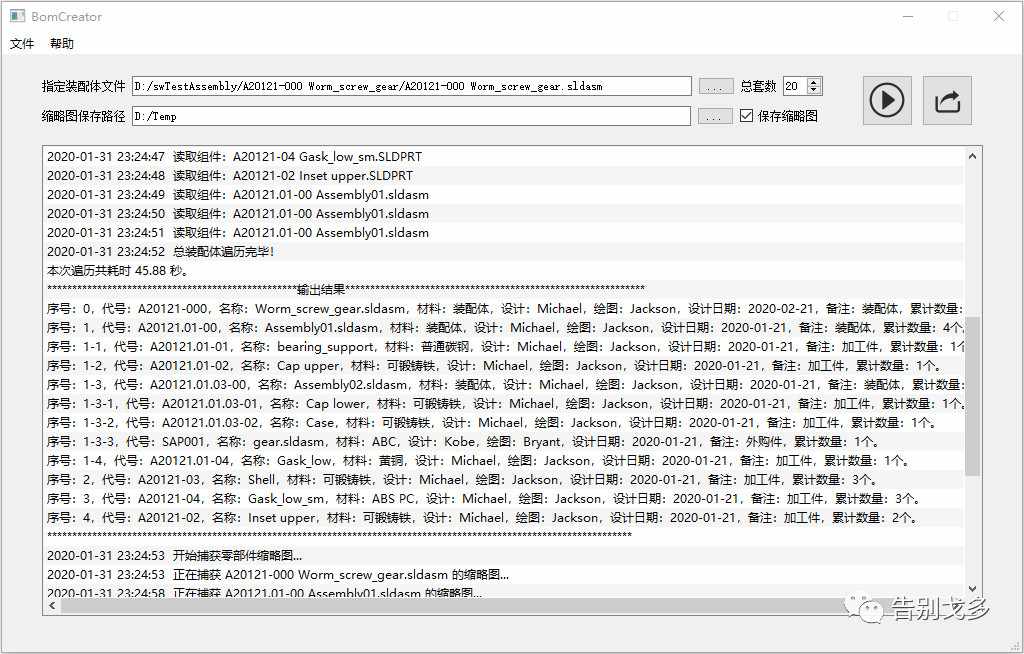 BomCreator
文件 帮助
指定装配体文件 D:/swTestAssembly/A20121-000 Worm_screw_gear/A20121-000 Worm_screw_gear.sldasm ... 总套数 20
缩略图保存路径 D:/Temp ... 保存缩略图
2020-01-31 23:24:47 读取组件：A20121-04 Gask_low_sm.SLDPRT
2020-01-31 23:24:48 读取组件：A20121-02 Inset upper.SLDPRT
2020-01-31 23:24:49 读取组件：A20121.01-00 Assembly01.sldasm
2020-01-31 23:24:50 读取组件：A20121.01-00 Assembly01.sldasm
2020-01-31 23:24:51 读取组件：A20121.01-00 Assembly01.sldasm
2020-01-31 23:24:52 总装配体遍历完毕！
本次遍历共耗时 45.88 秒。
**************************************************输出结果************************************************************
序号：0，代号：A20121-000，名称：Worm_screw_gear.sldasm，材料：装配体，设计：Michael，绘图：Jackson，设计日期：2020-02-21，备注：装配体，累计数量：
序号：1，代号：A20121.01-00，名称：Assembly01.sldasm，材料：装配体，设计：Michael，绘图：Jackson，设计日期：2020-01-21，备注：装配体，累计数量：4个
序号：1-1，代号：A20121.01-01，名称：bearing_support，材料：普通碳钢，设计：Michael，绘图：Jackson，设计日期：2020-01-21，备注：加工件，累计数量：1个
序号：1-2，代号：A20121.01-02，名称：Cap upper，材料：可锻铸铁，设计：Michael，绘图：Jackson，设计日期：2020-01-21，备注：加工件，累计数量：1个。
序号：1-3，代号：A20121.01.03-00，名称：Assembly02.sldasm，材料：装配体，设计：Michael，绘图：Jackson，设计日期：2020-01-21，备注：装配体，累计数量：
序号：1-3-1，代号：A20121.01.03-01，名称：Cap lower，材料：可锻铸铁，设计：Michael，绘图：Jackson，设计日期：2020-01-21，备注：加工件，累计数量：1个。
序号：1-3-2，代号：A20121.01.03-02，名称：Case，材料：可锻铸铁，设计：Michael，绘图：Jackson，设计日期：2020-01-21，备注：加工件，累计数量：1个。
序号：1-3-3，代号：SAP001，名称：gear.sldasm，材料：ABC，设计：Kobe，绘图：Bryant，设计日期：2020-01-21，备注：外购件，累计数量：1个。
序号：1-4，代号：A20121.01-04，名称：Gask_low，材料：黄铜，设计：Michael，绘图：Jackson，设计日期：2020-01-21，备注：加工件，累计数量：1个。
序号：2，代号：A20121-03，名称：Shell，材料：可锻铸铁，设计：Michael，绘图：Jackson，设计日期：2020-01-21，备注：加工件，累计数量：3个。
序号：3，代号：A20121-04，名称：Gask_low_sm，材料：ABS PC，设计：Michael，绘图：Jackson，设计日期：2020-01-21，备注：加工件，累计数量：3个。
序号：4，代号：A20121-02，名称：Inset upper，材料：可锻铸铁，设计：Michael，绘图：Jackson，设计日期：2020-01-21，备注：加工件，累计数量：2个。
*********************************************************************************************************************
2020-01-31 23:24:53 开始捕获零部件缩略图...
2020-01-31 23:24:53 正在捕获 A20121-000 Worm_screw_gear.sldasm 的缩略图...
2020-01-31 23:24:58 正在捕获 A20121.01-00 Assembly01.sldasm 的缩略图...
告别戈多